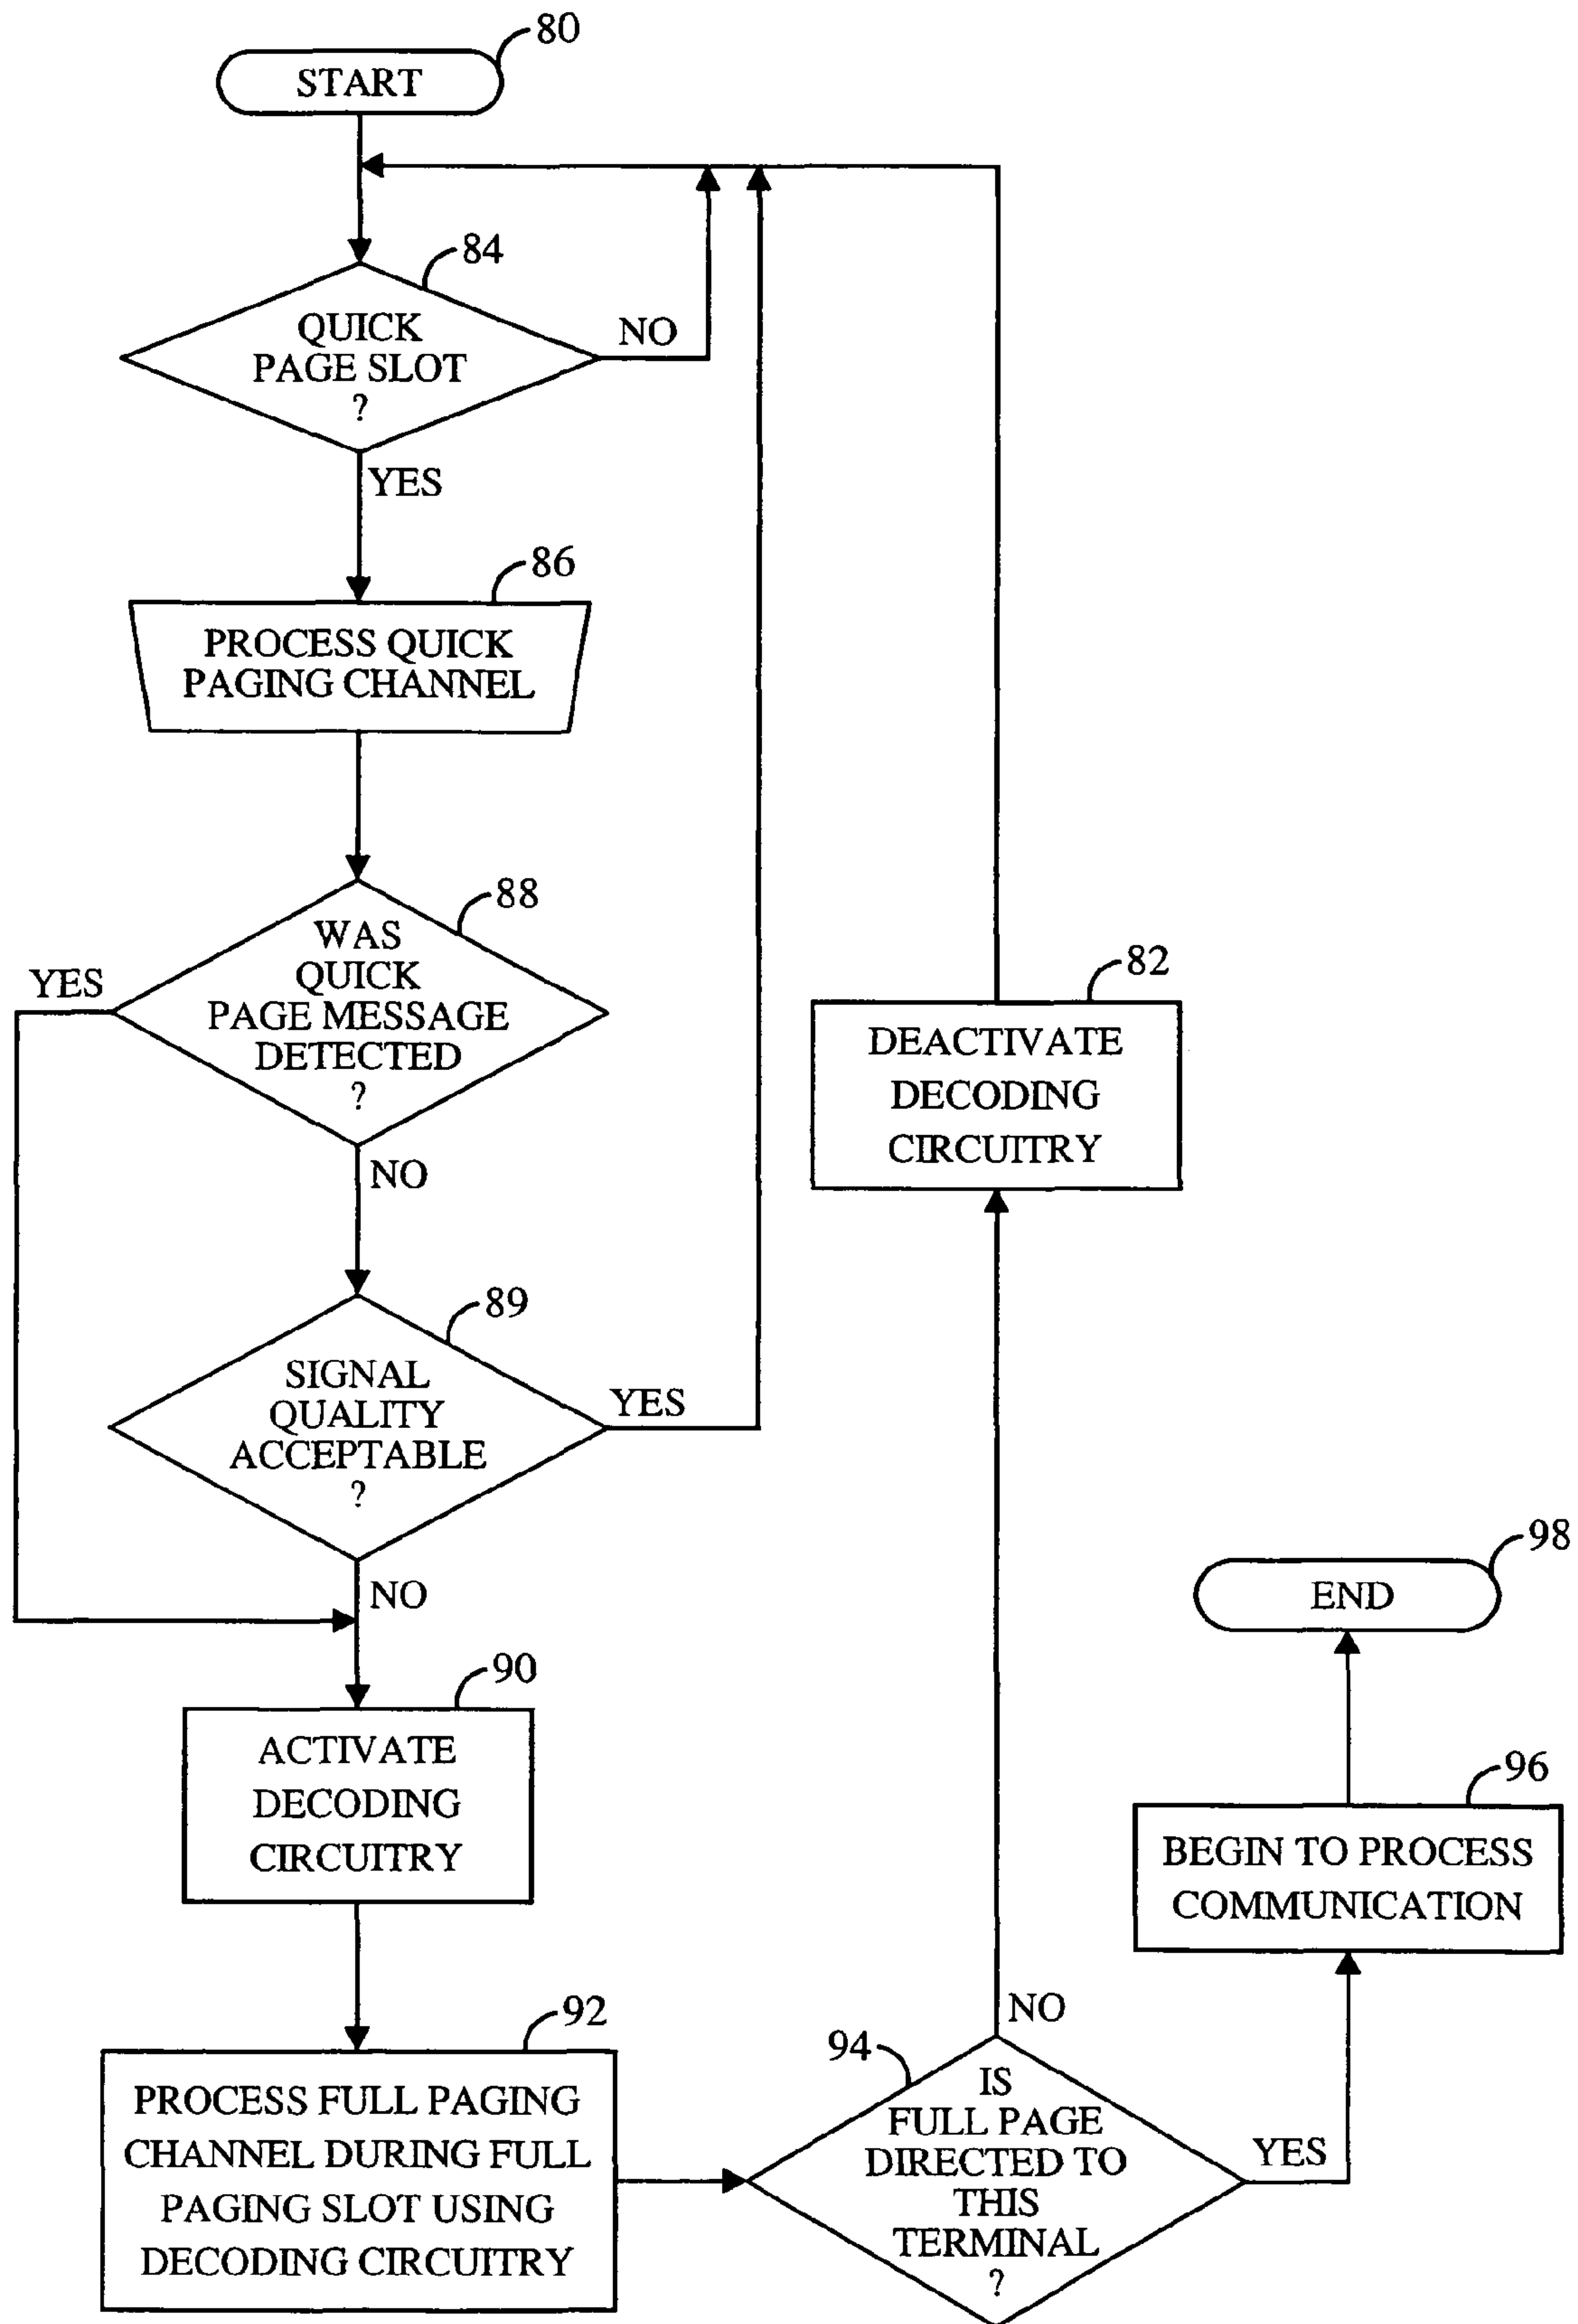 80
START
84
QUICK
PAGE SLOT
?
NO
YES
86
PROCESS QUICK
PAGING CHANNEL
88
WAS
QUICK
PAGE MESSAGE
DETECTED
?
YES
NO
82
DEACTIVATE
DECODING
CIRCUITRY
89
SIGNAL
QUALITY
ACCEPTABLE
?
YES
NO
90
ACTIVATE
DECODING
CIRCUITRY
92
PROCESS FULL PAGING
CHANNEL DURING FULL
PAGING SLOT USING
DECODING CIRCUITRY
94
IS
FULL PAGE
DIRECTED TO
THIS
TERMINAL
?
NO
YES
96
BEGIN TO PROCESS
COMMUNICATION
98
END